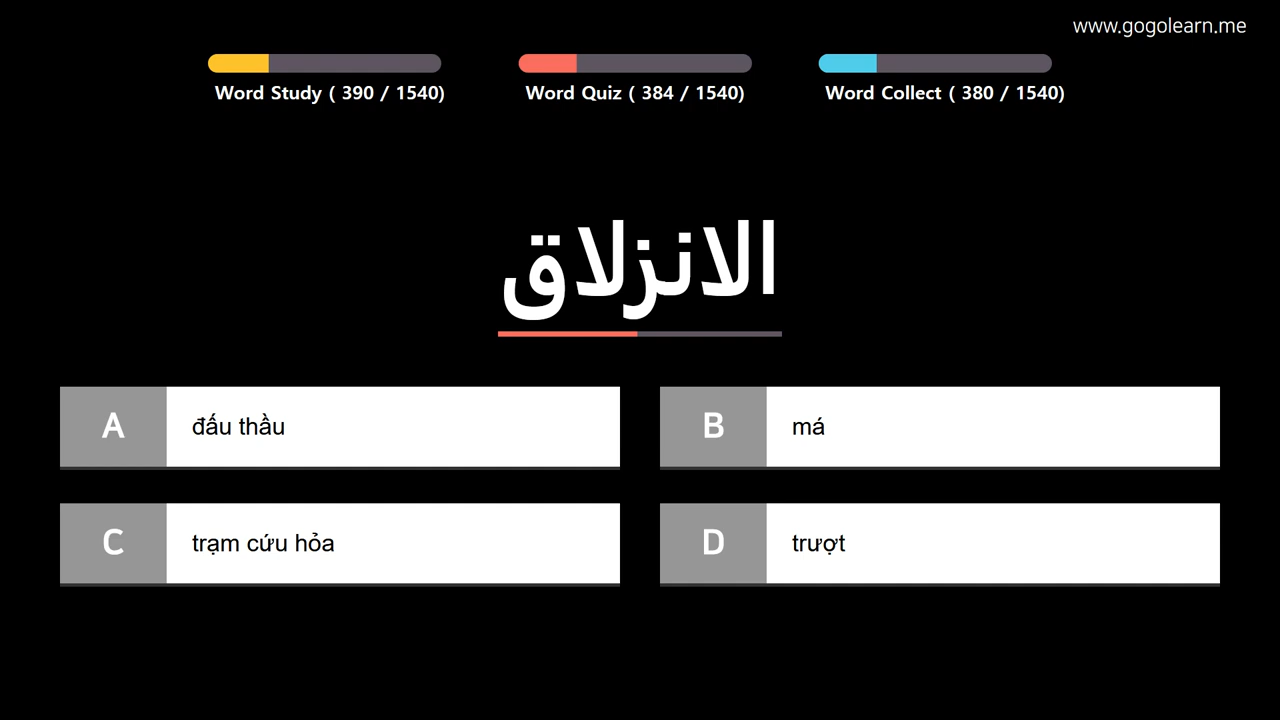 www.gogolearn.me
Word Study ( 390 / 1540)
Word Quiz ( 384 / 1540)
Word Collect ( 380 / 1540)
الانزلاق
A
đấu thầu
B
má
C
trạm cứu hỏa
D
trượt